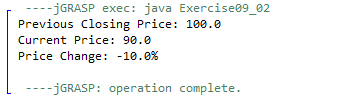 ----jGRASP exec: java Exercise09_02
Previous Closing Price: 100.0
Current Price: 90.0
Price Change: -10.0%
----jGRASP: operation complete.